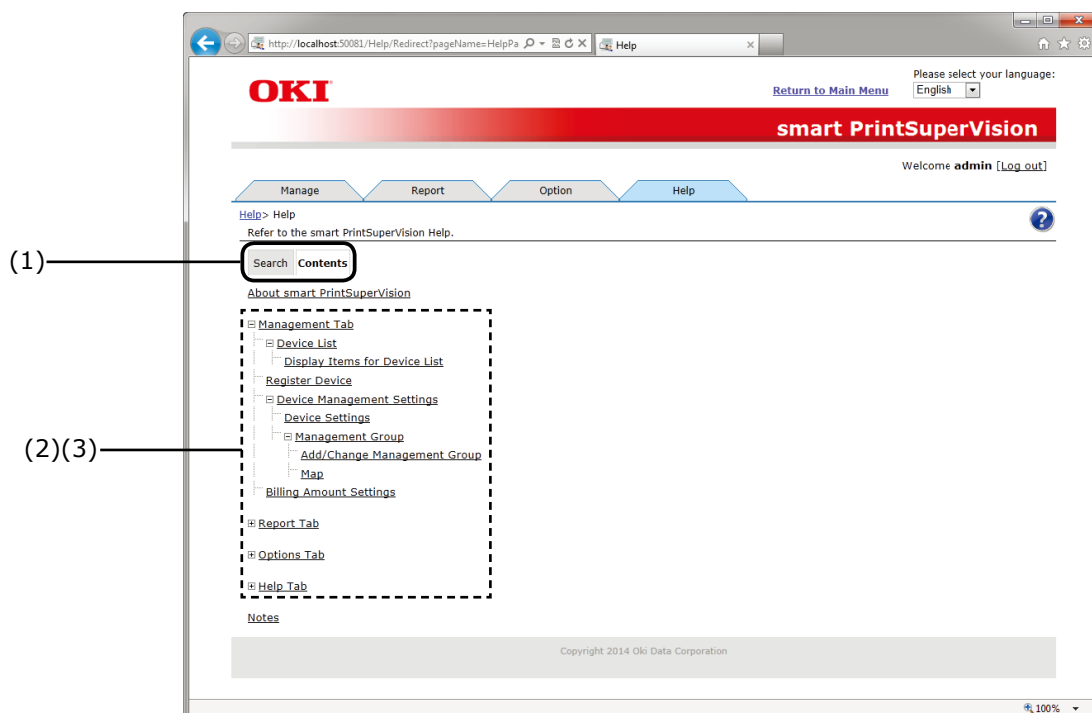 http://localhost:50081/Help/Redirect?pageName=HelpPa
Help
OKI
Return to Main Menu
Please select your language:
English
smart PrintSuperVision
Welcome admin [Log out]
Manage Report Option Help
Help> Help
Refer to the smart PrintSuperVision Help.
(1)
Search Contents
About smart PrintSuperVision
Management Tab
Device List
Display Items for Device List
Register Device
Device Management Settings
Device Settings
Management Group
(2)(3)
Add/Change Management Group
Map
Billing Amount Settings
Report Tab
Options Tab
Help Tab
Notes
Copyright 2014 Oki Data Corporation
100%